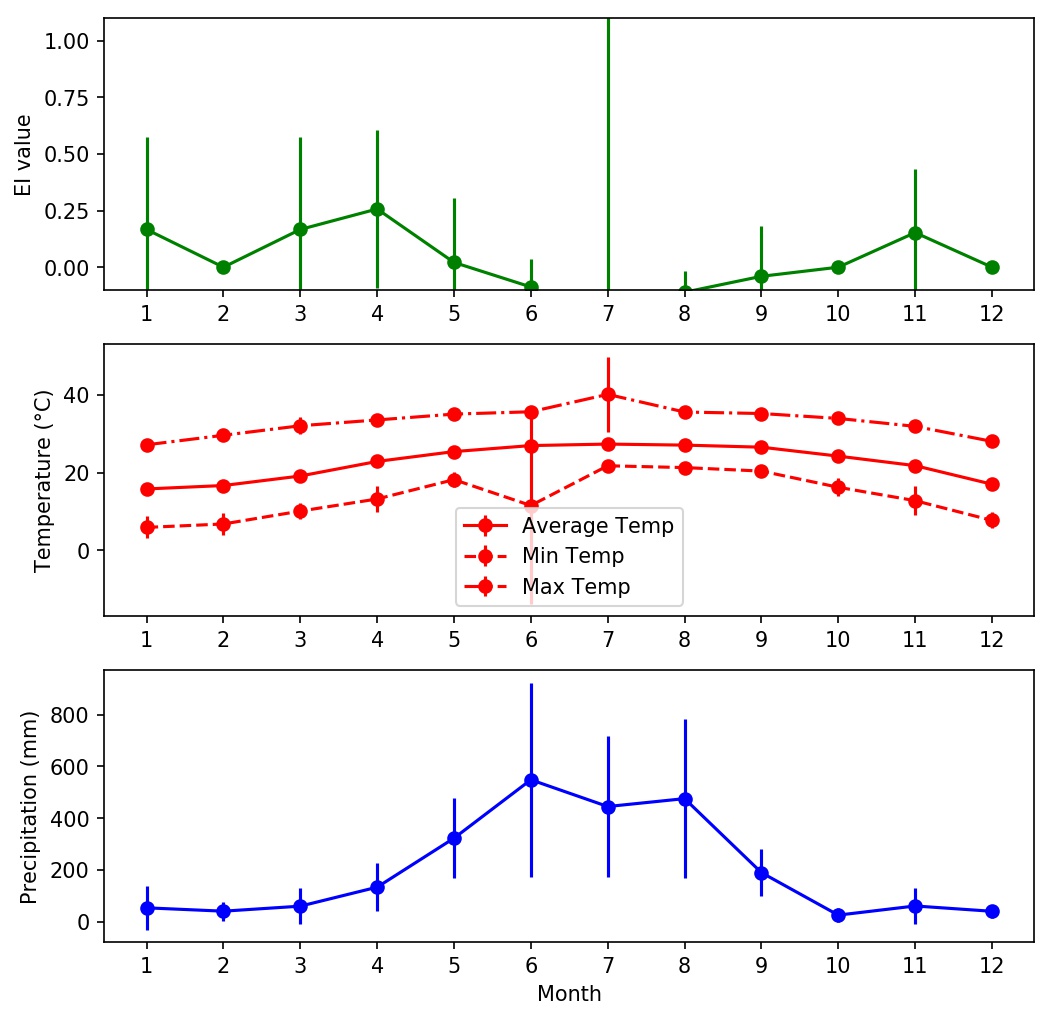 EI value
1.00
0.75
0.50
0.25
0.00
1 2 3 4 5 6 7 8 9 10 11 12
Temperature (°C)
40
20
0
Average Temp
Min Temp
Max Temp
1 2 3 4 5 6 7 8 9 10 11 12
Precipitation (mm)
800
600
400
200
0
1 2 3 4 5 6 7 8 9 10 11 12
Month